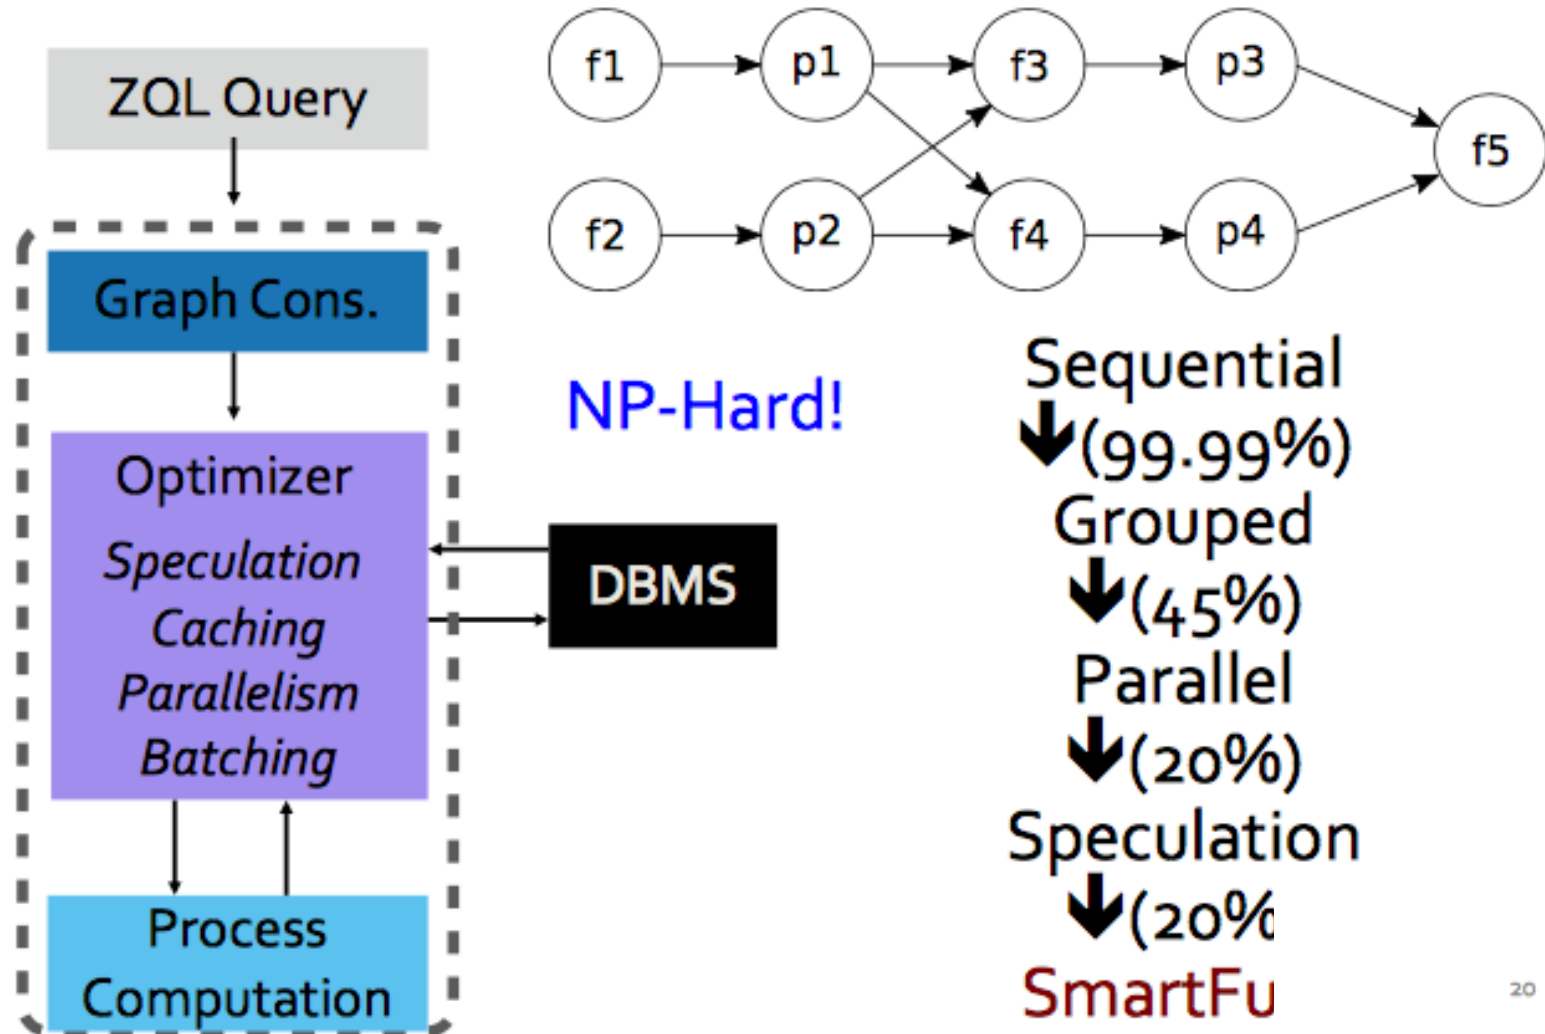 ZQL Query
Graph Cons.
Optimizer
Speculation
Caching
Parallelism
Batching
Process
Computation
DBMS
f1
p1
f3
p3
f5
f2
p2
f4
p4
NP-Hard!
Sequential
(99.99%)
Grouped
(45%)
Parallel
(20%)
Speculation
(20%
SmartFu
20